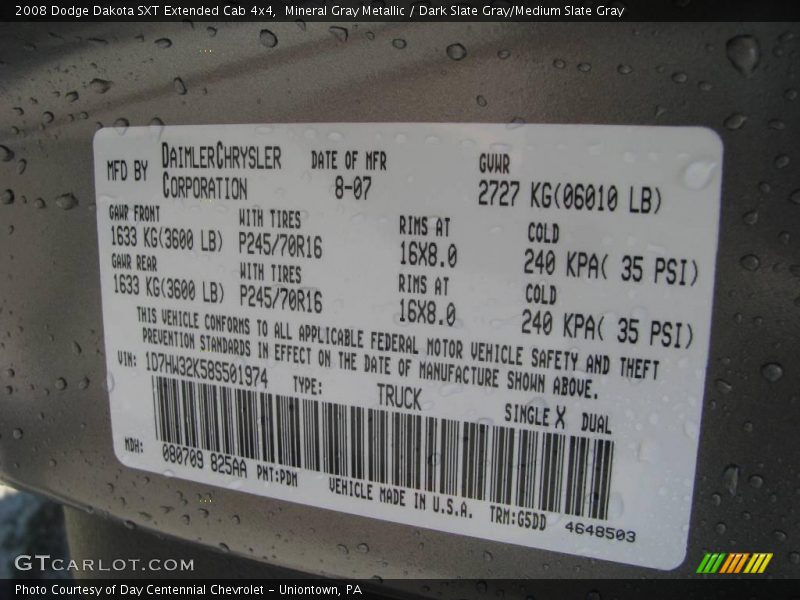 2008 Dodge Dakota SXT Extended Cab 4x4, Mineral Gray Metallic / Dark Slate Gray/Medium Slate Gray
MFD BY DAIMLERCHRYSLER CORPORATION DATE OF MFR 8-07 GVWR 2727 KG(06010 LB)
GAWR FRONT WITH TIRES RIMS AT COLD
1633 KG(3600 LB) P245/70R16 16X8.0 240 KPA( 35 PSI)
GAWR REAR WITH TIRES RIMS AT COLD
1633 KG(3600 LB) P245/70R16 16X8.0 240 KPA( 35 PSI)
THIS VEHICLE CONFORMS TO ALL APPLICABLE FEDERAL MOTOR VEHICLE SAFETY AND THEFT
PREVENTION STANDARDS IN EFFECT ON THE DATE OF MANUFACTURE SHOWN ABOVE.
VIN: 1D7HW32K58S501974 TYPE: TRUCK SINGLE X DUAL
MDH: 080709 825AA PNT:PDM VEHICLE MADE IN U.S.A. TRM:G5DD 4648503
GTCARLOT.COM
Photo Courtesy of Day Centennial Chevrolet - Uniontown, PA